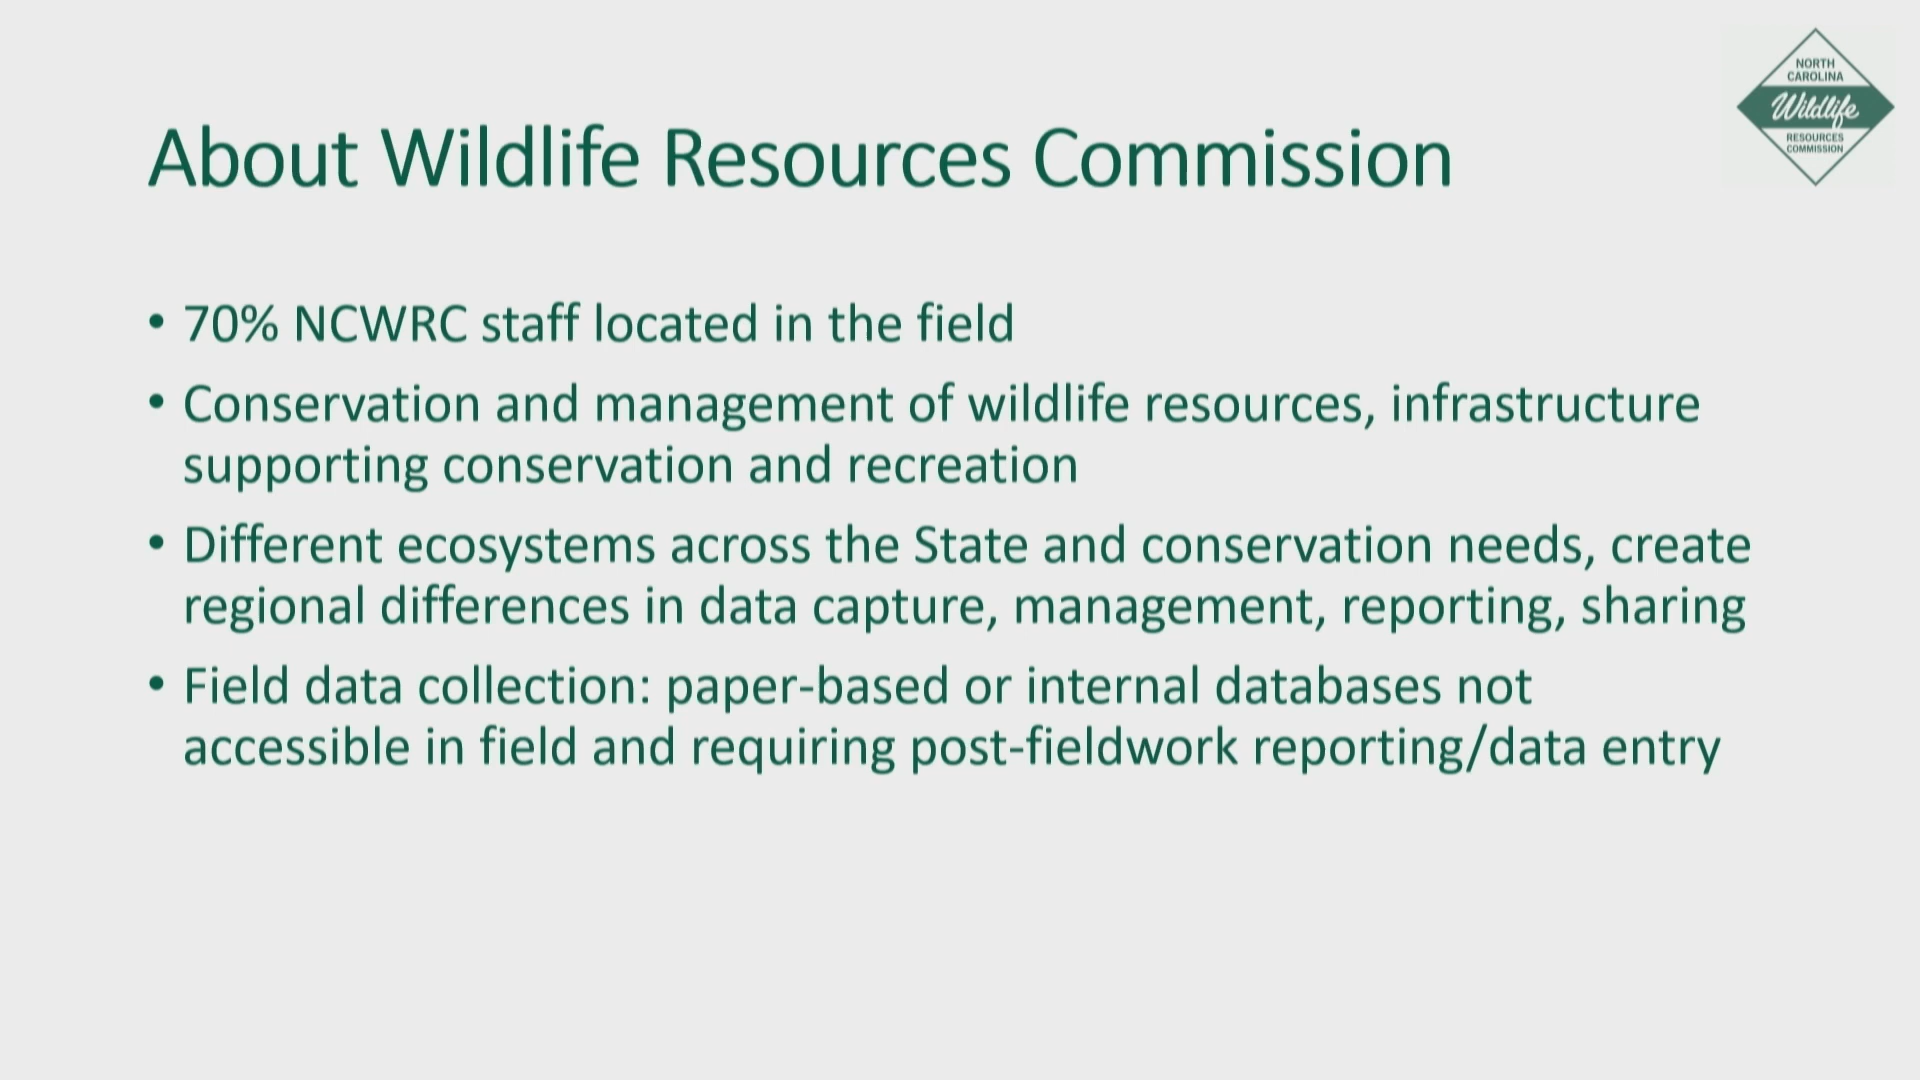 NORTH
CAROLINA
Wildlife
RESOURCES
COMMISSION
About Wildlife Resources Commission
• 70% NCWRC staff located in the field
• Conservation and management of wildlife resources, infrastructure
supporting conservation and recreation
• Different ecosystems across the State and conservation needs, create
regional differences in data capture, management, reporting, sharing
• Field data collection: paper-based or internal databases not
accessible in field and requiring post-fieldwork reporting/data entry